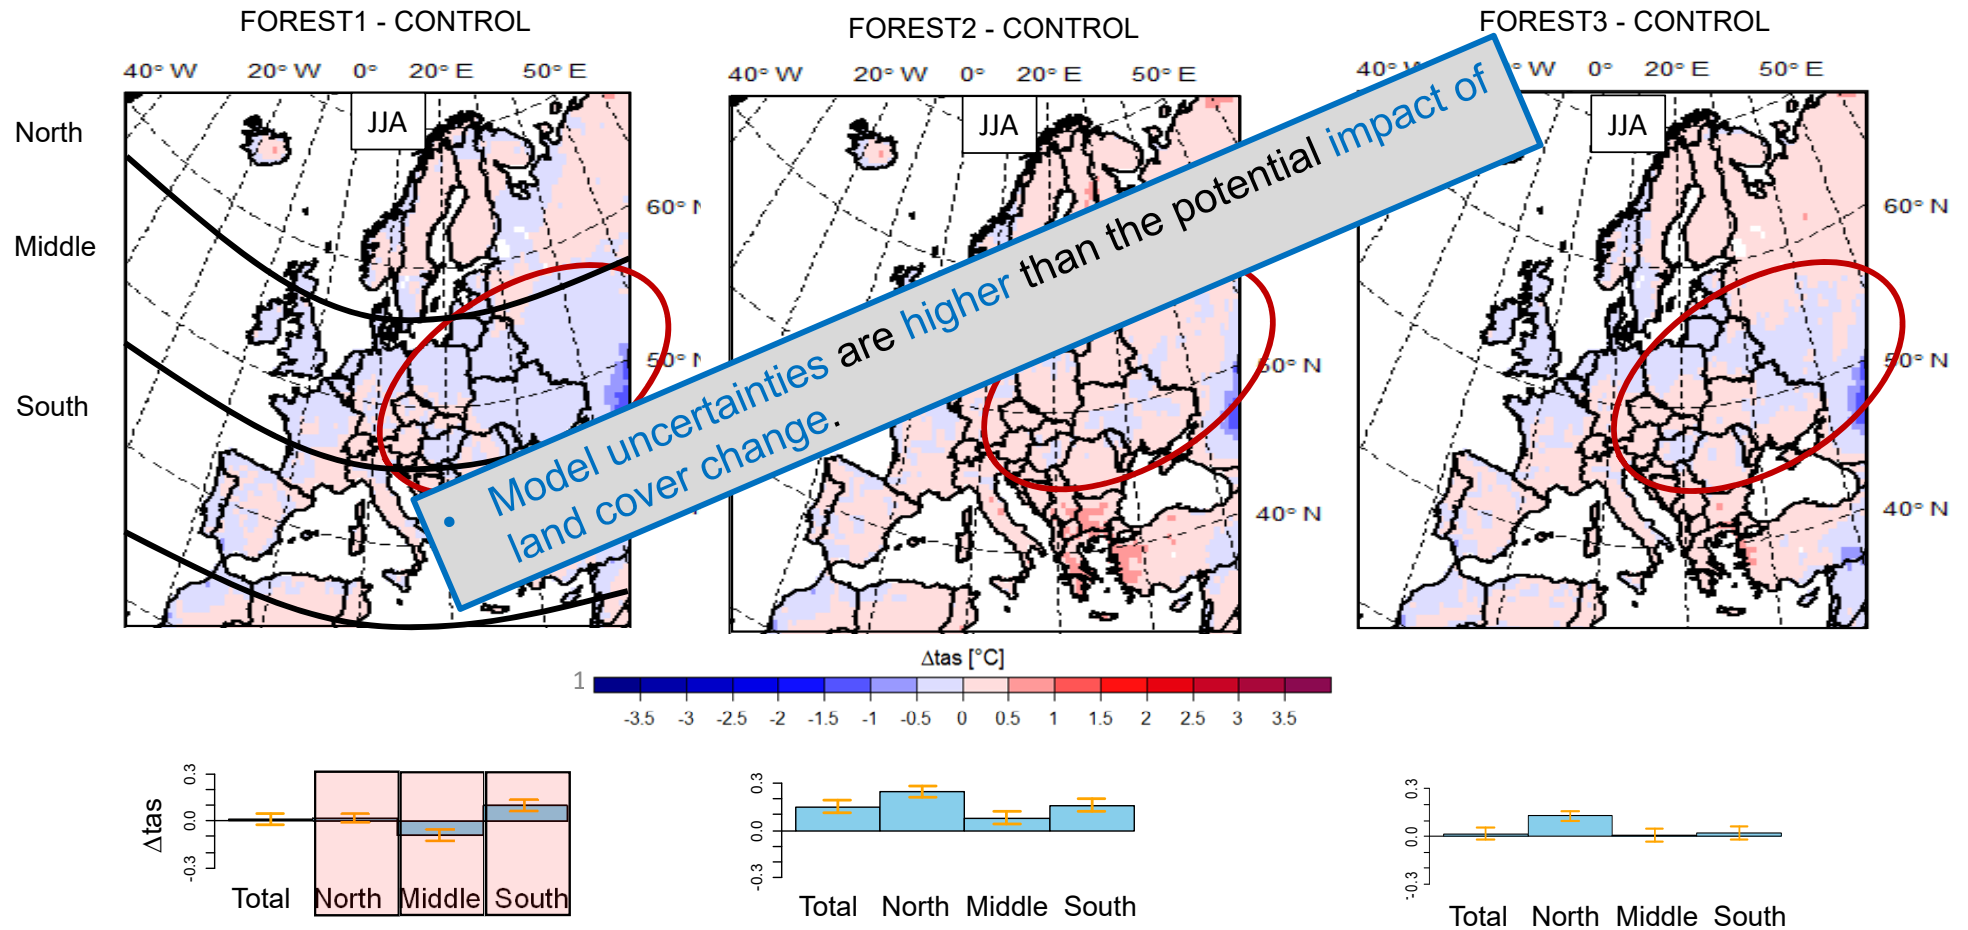 FOREST1 - CONTROL
FOREST2 - CONTROL
FOREST3 - CONTROL
40° W 20° W 0° 20° E 50° E
40° W 20° W 0° 20° E 50° E
40° W 0° 20° E 50° E
JJA
JJA
JJA
North
Middle
South
60° N
50° N
60° N
50° N
40° N
60° N
50° N
40° N
• Model uncertainties are higher than the potential impact of
land cover change.
Δtas [°C]
1
-3.5 -3 -2.5 -2 -1.5 -1 -0.5 0 0.5 1 1.5 2 2.5 3 3.5
Δtas
0.3
0.0
-0.3
Total North Middle South
0.3
0.0
-0.3
Total North Middle South
0.3
0.0
-0.3
Total North Middle South